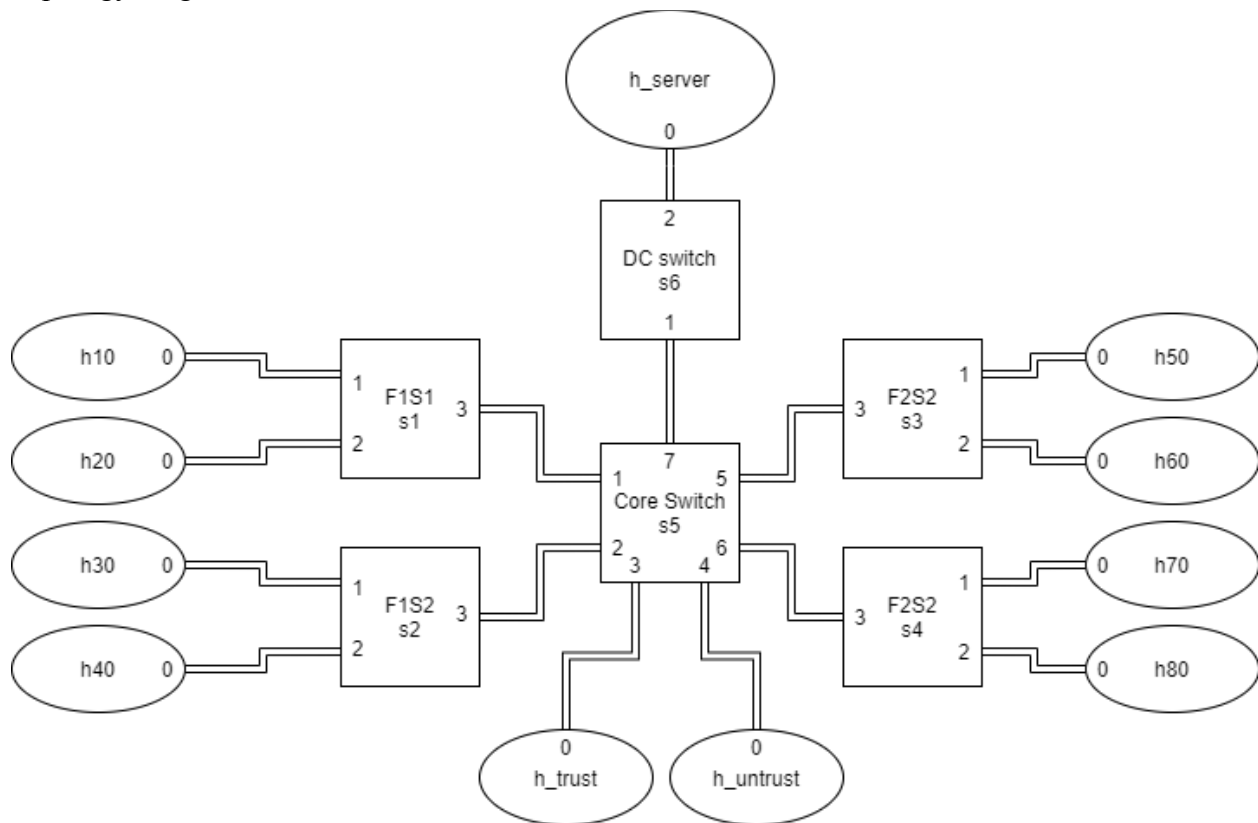 h_server
0
2
DC switch
s6
1
h10
0
1
F1S1
s1
3
2
h20
0
h30
0
1
F1S2
s2
3
2
h40
0
7
1
5
Core Switch
s5
2
6
3
4
1
F2S2
s3
3
2
0
h50
0
h60
1
F2S2
s4
3
2
0
h70
0
h80
0
h_trust
0
h_untrust